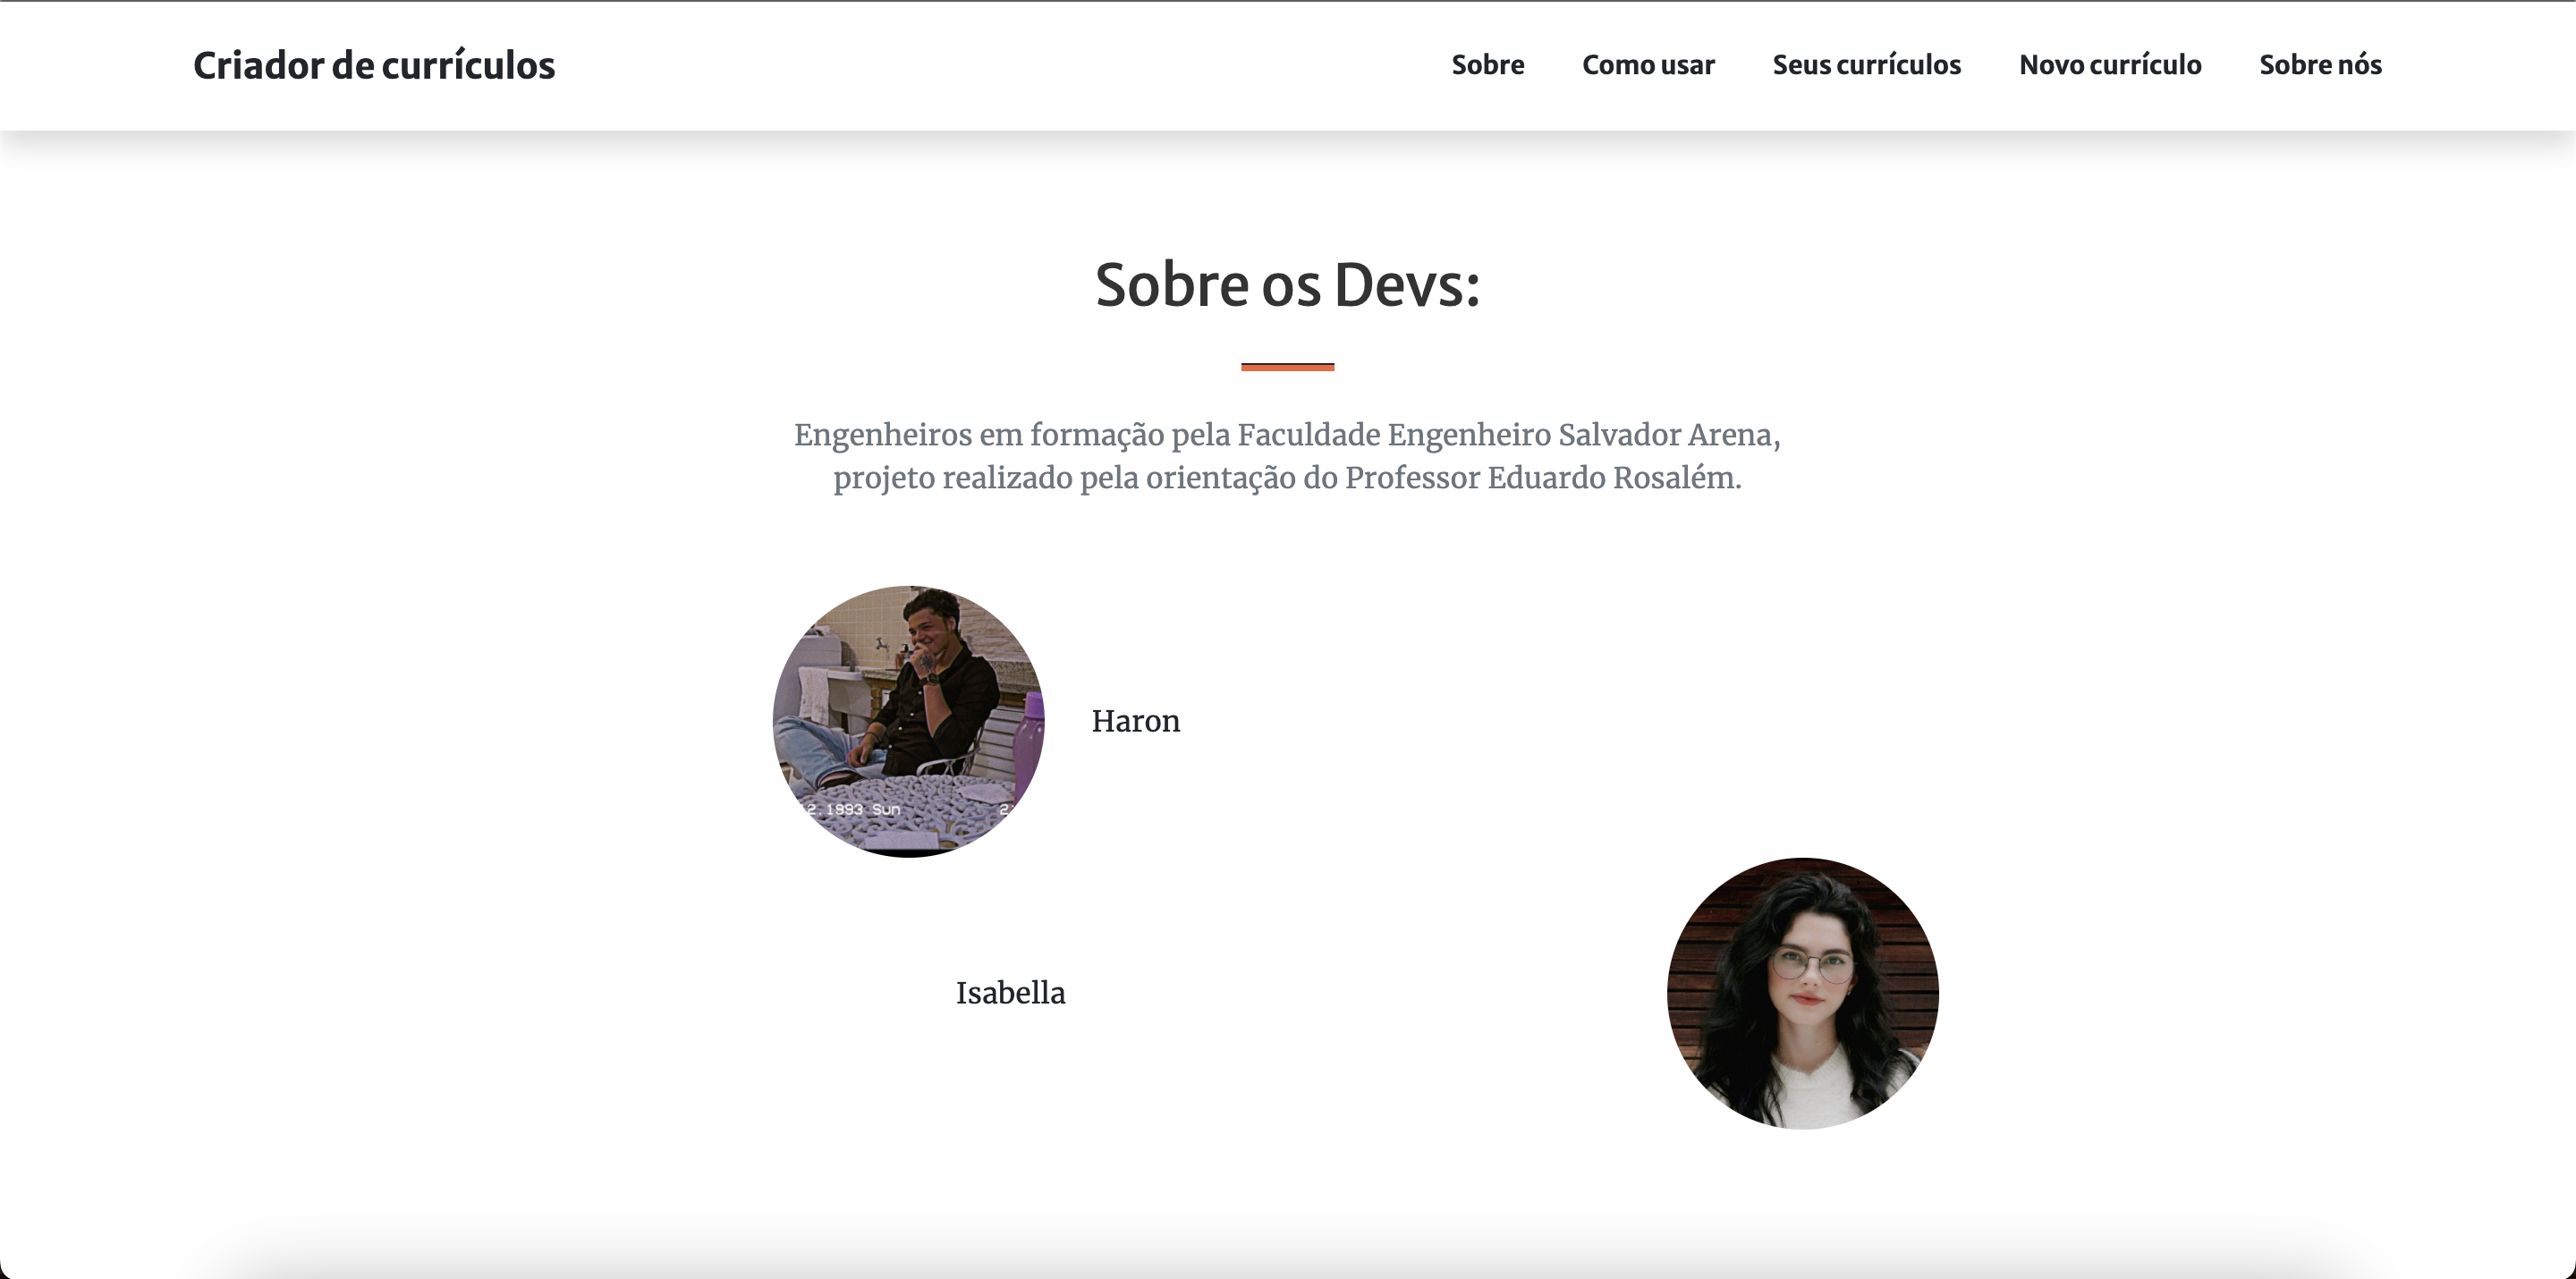 Criador de currículos
Sobre Como usar Seus currículos Novo currículo Sobre nós
Sobre os Devs:
Engenheiros em formação pela Faculdade Engenheiro Salvador Arena,
projeto realizado pela orientação do Professor Eduardo Rosalém.
Haron
2.1993 Sun
Isabella